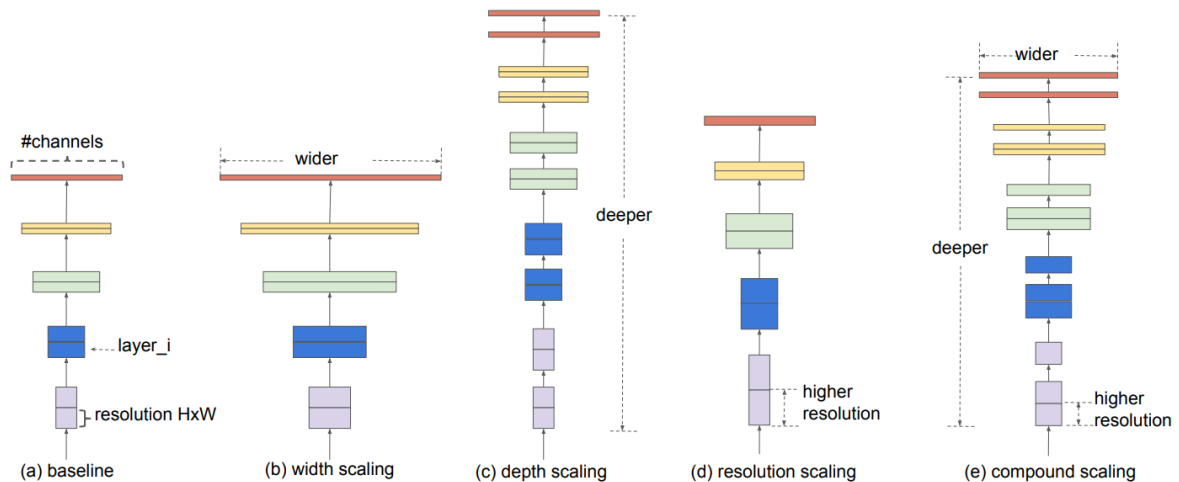 #channels
layer_i
resolution HxW
(a) baseline
wider
(b) width scaling
deeper
(c) depth scaling
higher
resolution
(d) resolution scaling
wider
deeper
higher
resolution
(e) compound scaling